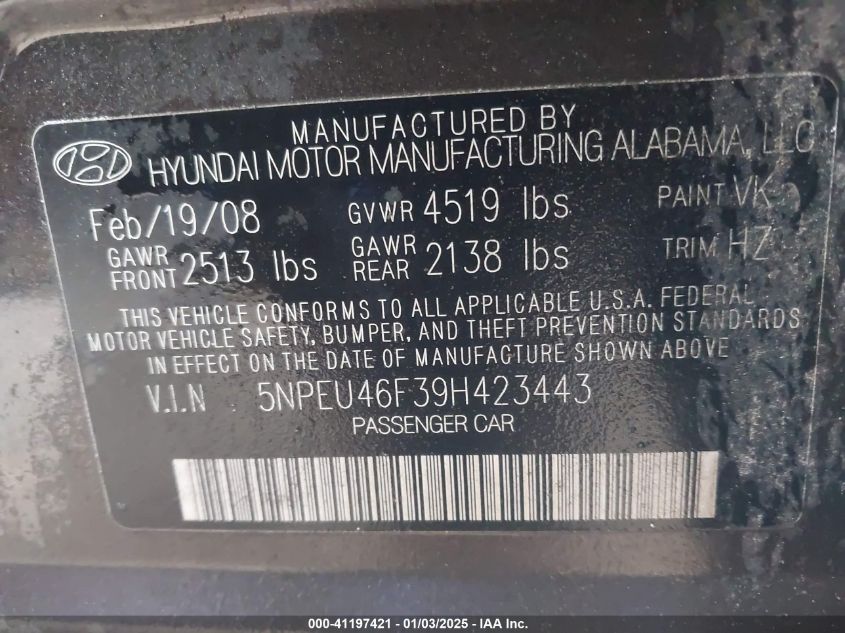 MANUFACTURED BY
HYUNDAI MOTOR MANUFACTURING ALABAMA, LLC
Feb/19/08 GVWR 4519 lbs PAINT VK
GAWR FRONT 2513 lbs GAWR REAR 2138 lbs TRIM HZ
THIS VEHICLE CONFORMS TO ALL APPLICABLE U.S.A. FEDERAL
MOTOR VEHICLE SAFETY, BUMPER, AND THEFT PREVENTION STANDARDS
IN EFFECT ON THE DATE OF MANUFACTURE SHOWN ABOVE
V.I.N 5NPEU46F39H423443
PASSENGER CAR
000-41197421 - 01/03/2025 - IAA Inc.